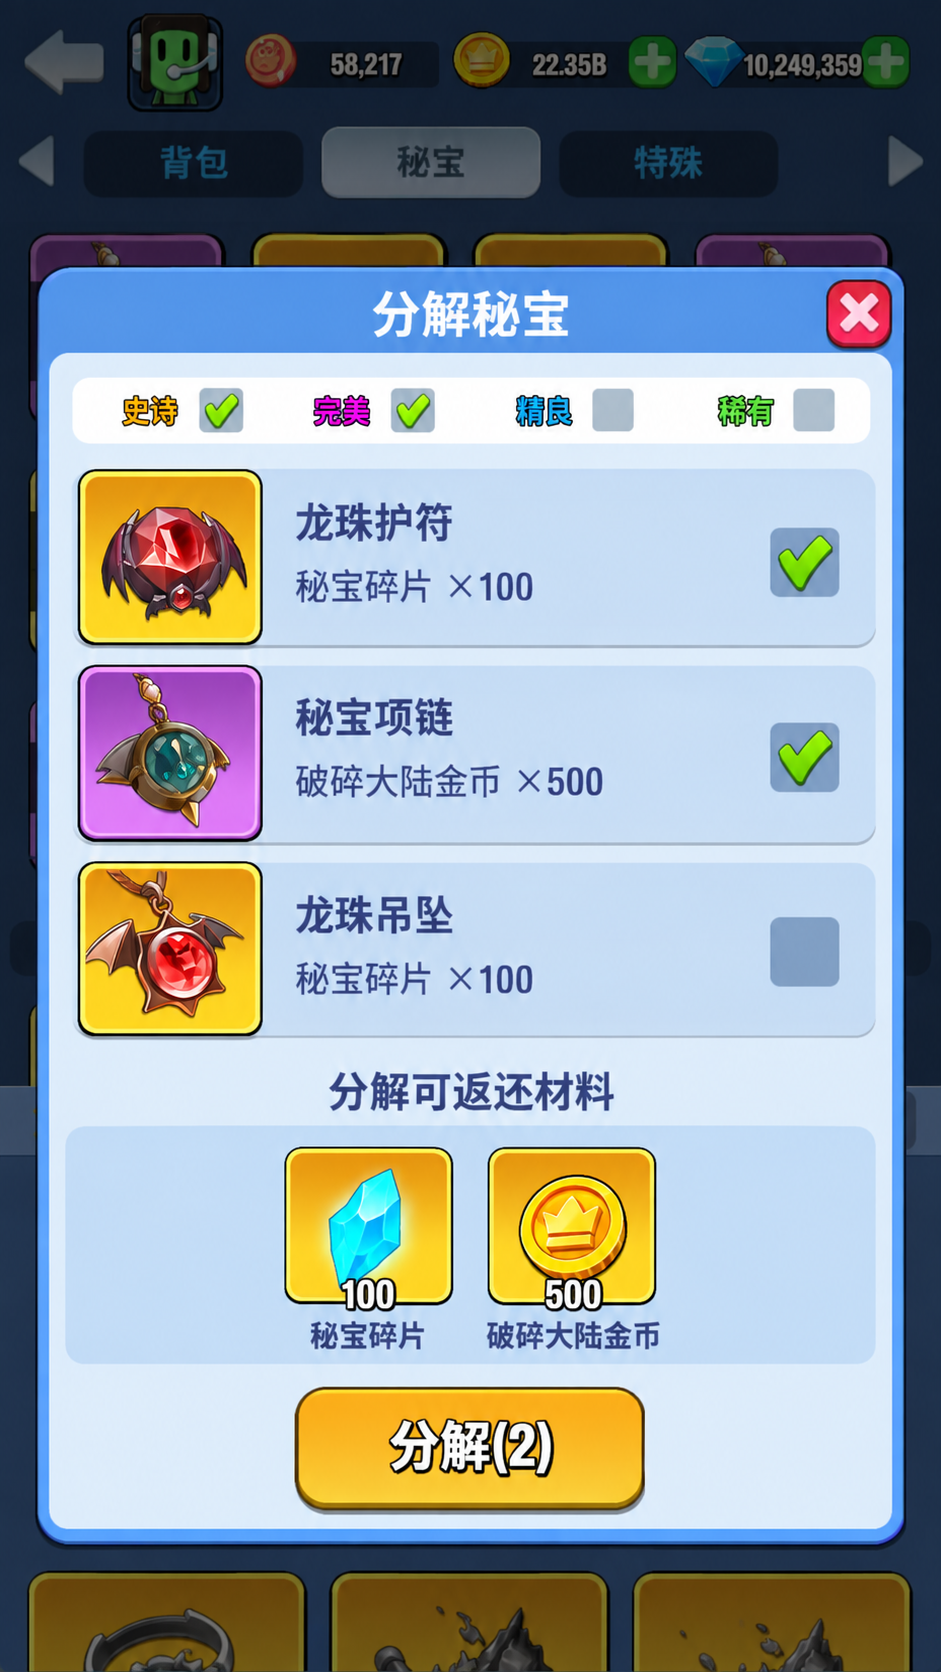 58,217 22.35B 10,249,359
背包 秘宝 特殊
分解秘宝
史诗 完美 精良 稀有
龙珠护符
秘宝碎片 ×100
秘宝项链
破碎大陆金币 ×500
龙珠吊坠
秘宝碎片 ×100
分解可返还材料
100 500
秘宝碎片 破碎大陆金币
分解(2)